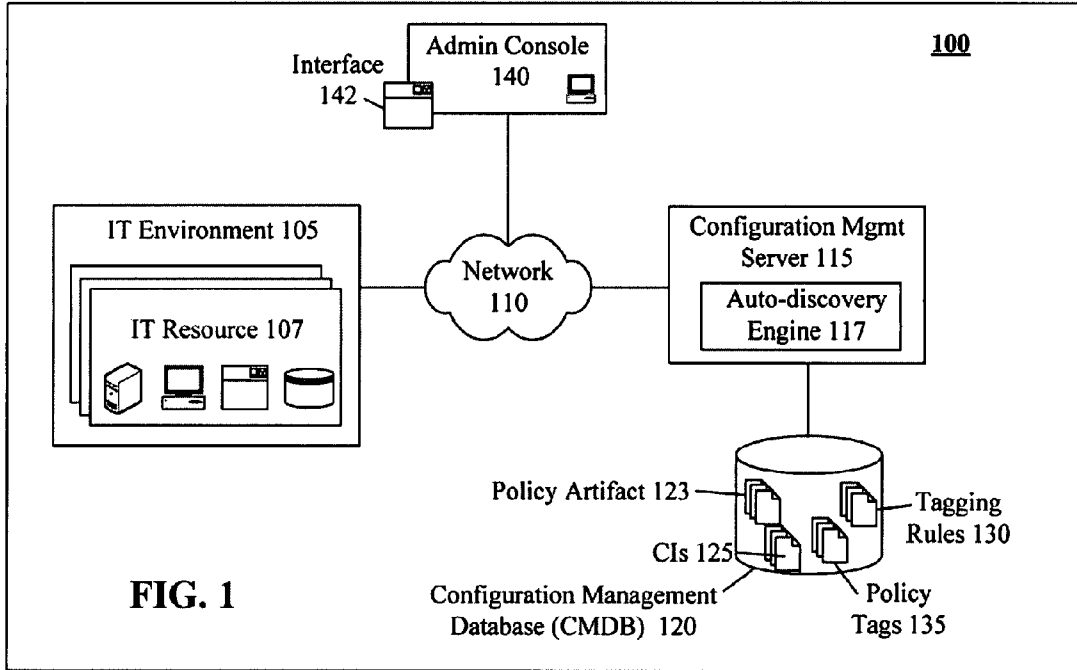 100
Admin Console
140
Interface
142
IT Environment 105
IT Resource 107
Network
110
Configuration Mgmt
Server 115
Auto-discovery
Engine 117
Policy Artifact 123
CIs 125
Tagging
Rules 130
Policy
Tags 135
Configuration Management
Database (CMDB) 120
FIG. 1